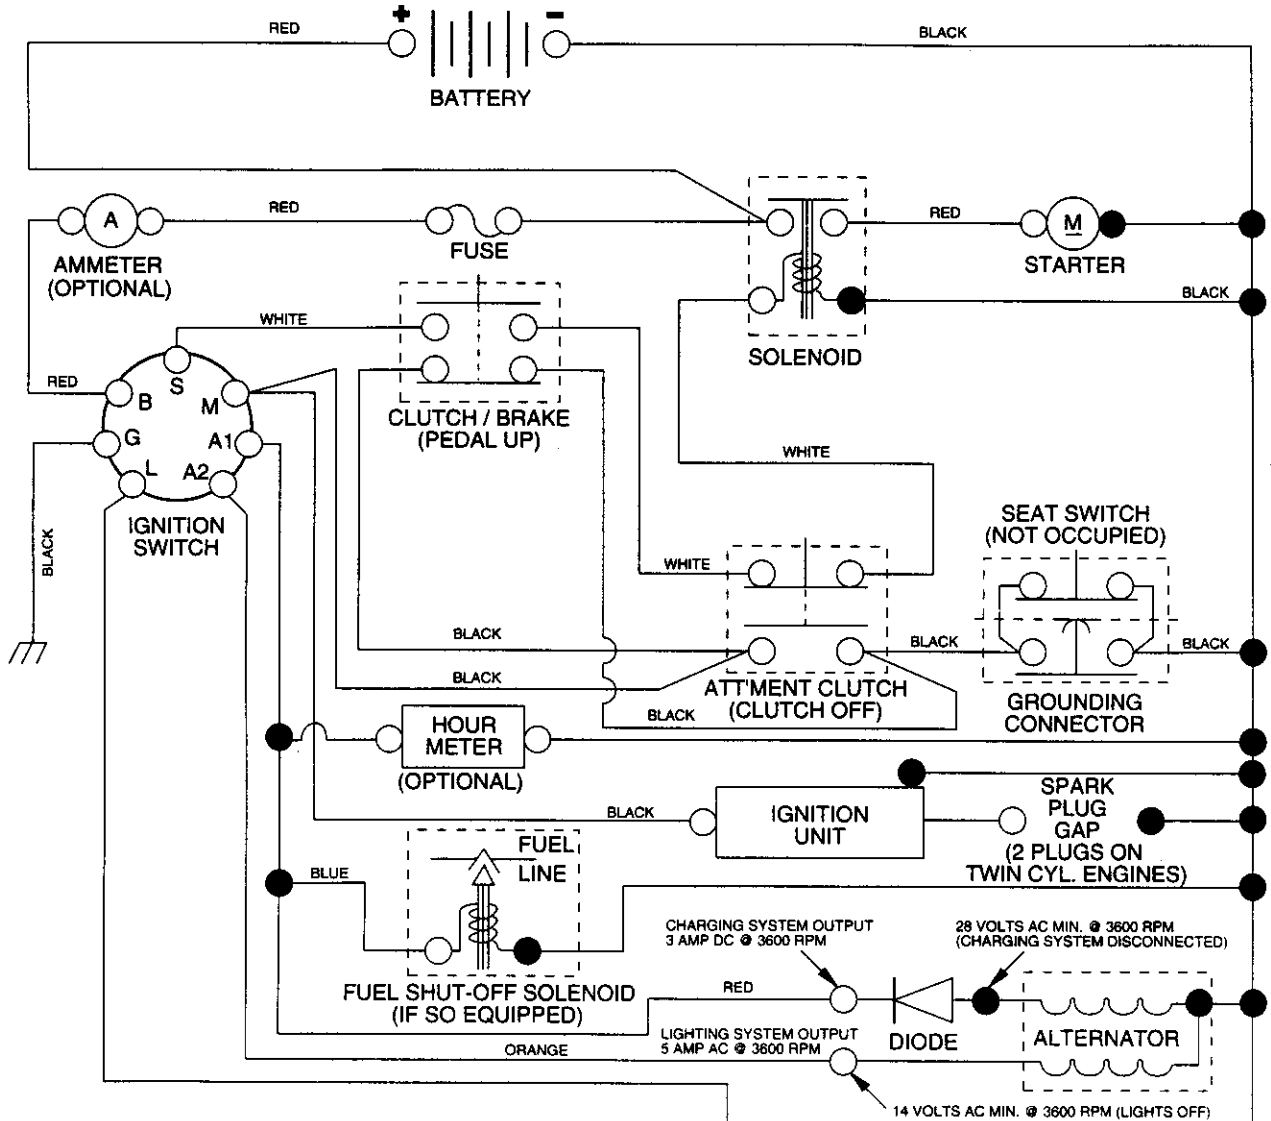 + -
RED
BLACK
BATTERY
A
RED
FUSE
RED
M
STARTER
AMMETER
(OPTIONAL)
BLACK
WHITE
SOLENOID
RED
S
B
M
CLUTCH / BRAKE
(PEDAL UP)
G
A1
L
A2
WHITE
IGNITION
SWITCH
BLACK
SEAT SWITCH
(NOT OCCUPIED)
WHITE
BLACK
BLACK
BLACK
BLACK
ATT'MENT CLUTCH
(CLUTCH OFF)
BLACK
GROUNDING
CONNECTOR
HOUR
METER
(OPTIONAL)
BLACK
IGNITION
UNIT
SPARK
PLUG
GAP
(2 PLUGS ON
TWIN CYL. ENGINES)
FUEL
LINE
BLUE
CHARGING SYSTEM OUTPUT
3 AMP DC @ 3600 RPM
28 VOLTS AC MIN. @ 3600 RPM
(CHARGING SYSTEM DISCONNECTED)
FUEL SHUT-OFF SOLENOID
(IF SO EQUIPPED)
RED
DIODE
ALTERNATOR
LIGHTING SYSTEM OUTPUT
5 AMP AC @ 3600 RPM
ORANGE
14 VOLTS AC MIN. @ 3600 RPM (LIGHTS OFF)